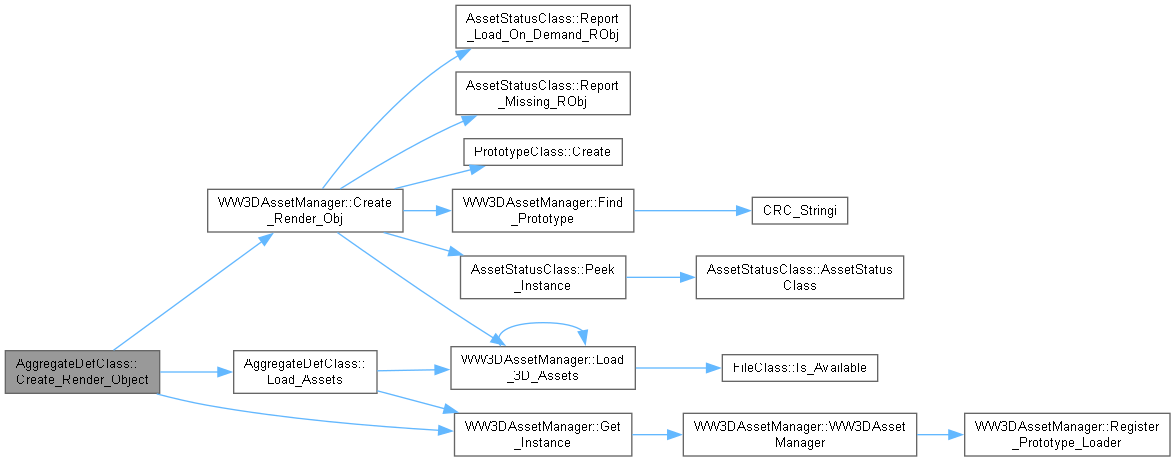 AssetStatusClass::Report
_Load_On_Demand_RObj
AssetStatusClass::Report
_Missing_RObj
PrototypeClass::Create
WW3DAssetManager::Create
_Render_Obj
WW3DAssetManager::Find
_Prototype
CRC_Stringi
AssetStatusClass::Peek
_Instance
AssetStatusClass::AssetStatus
Class
AggregateDefClass::
Create_Render_Object
AggregateDefClass::
Load_Assets
WW3DAssetManager::Load
_3D_Assets
FileClass::Is_Available
WW3DAssetManager::Get
_Instance
WW3DAssetManager::WW3DAsset
Manager
WW3DAssetManager::Register
_Prototype_Loader